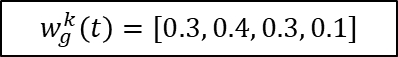 $w_g^k(t) = [0.3, 0.4, 0.3, 0.1]$